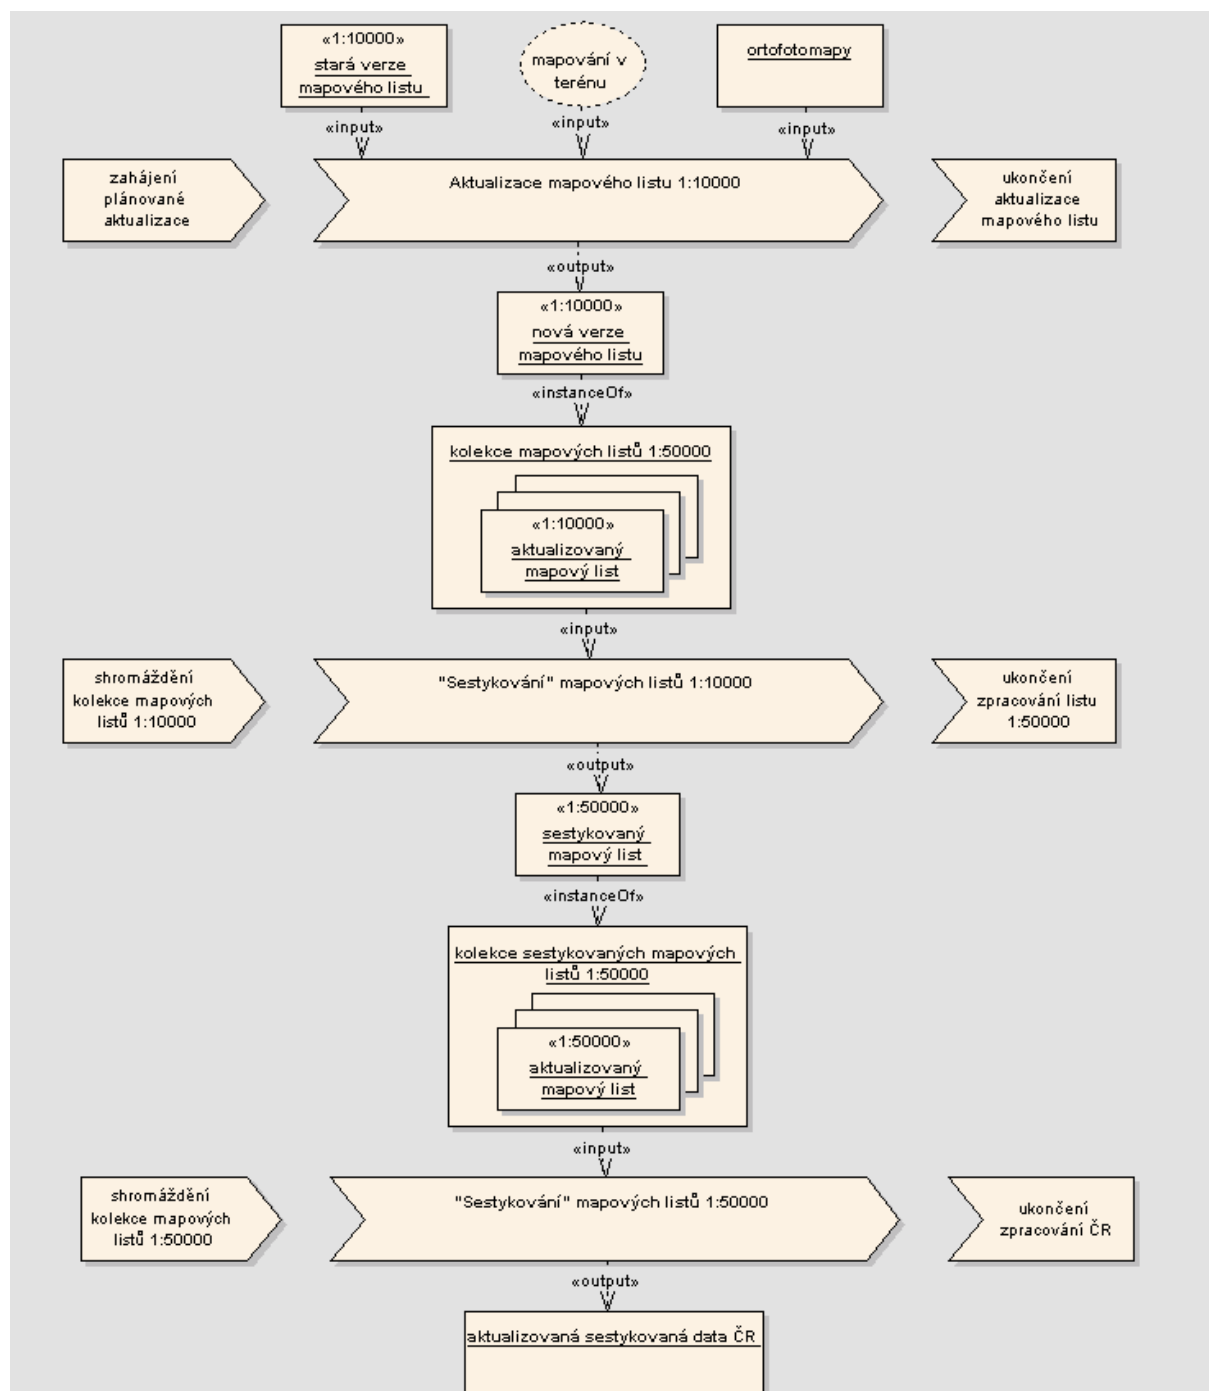 «1:10000»
stará verze
mapového listu
mapování v
terénu
ortofotomapy
«input»
«input»
«input»
zahájení
plánované
aktualizace
Aktualizace mapového listu 1:10000
ukončení
aktualizace
mapového listu
«output»
«1:10000»
nová verze
mapového listu
«instanceOf»
kolekce mapových listů 1:50000
«1:10000»
aktualizovaný
mapový list
«input»
shromáždění
kolekce mapových
listů 1:10000
"Sestykování" mapových listů 1:10000
ukončení
zpracování listu
1:50000
«output»
«1:50000»
sestykovaný
mapový list
«instanceOf»
kolekce sestykovaných mapových
listů 1:50000
«1:50000»
aktualizovaný
mapový list
«input»
shromáždění
kolekce mapových
listů 1:50000
"Sestykování" mapových listů 1:50000
ukončení
zpracování ČR
«output»
aktualizovaná sestykovaná data ČR